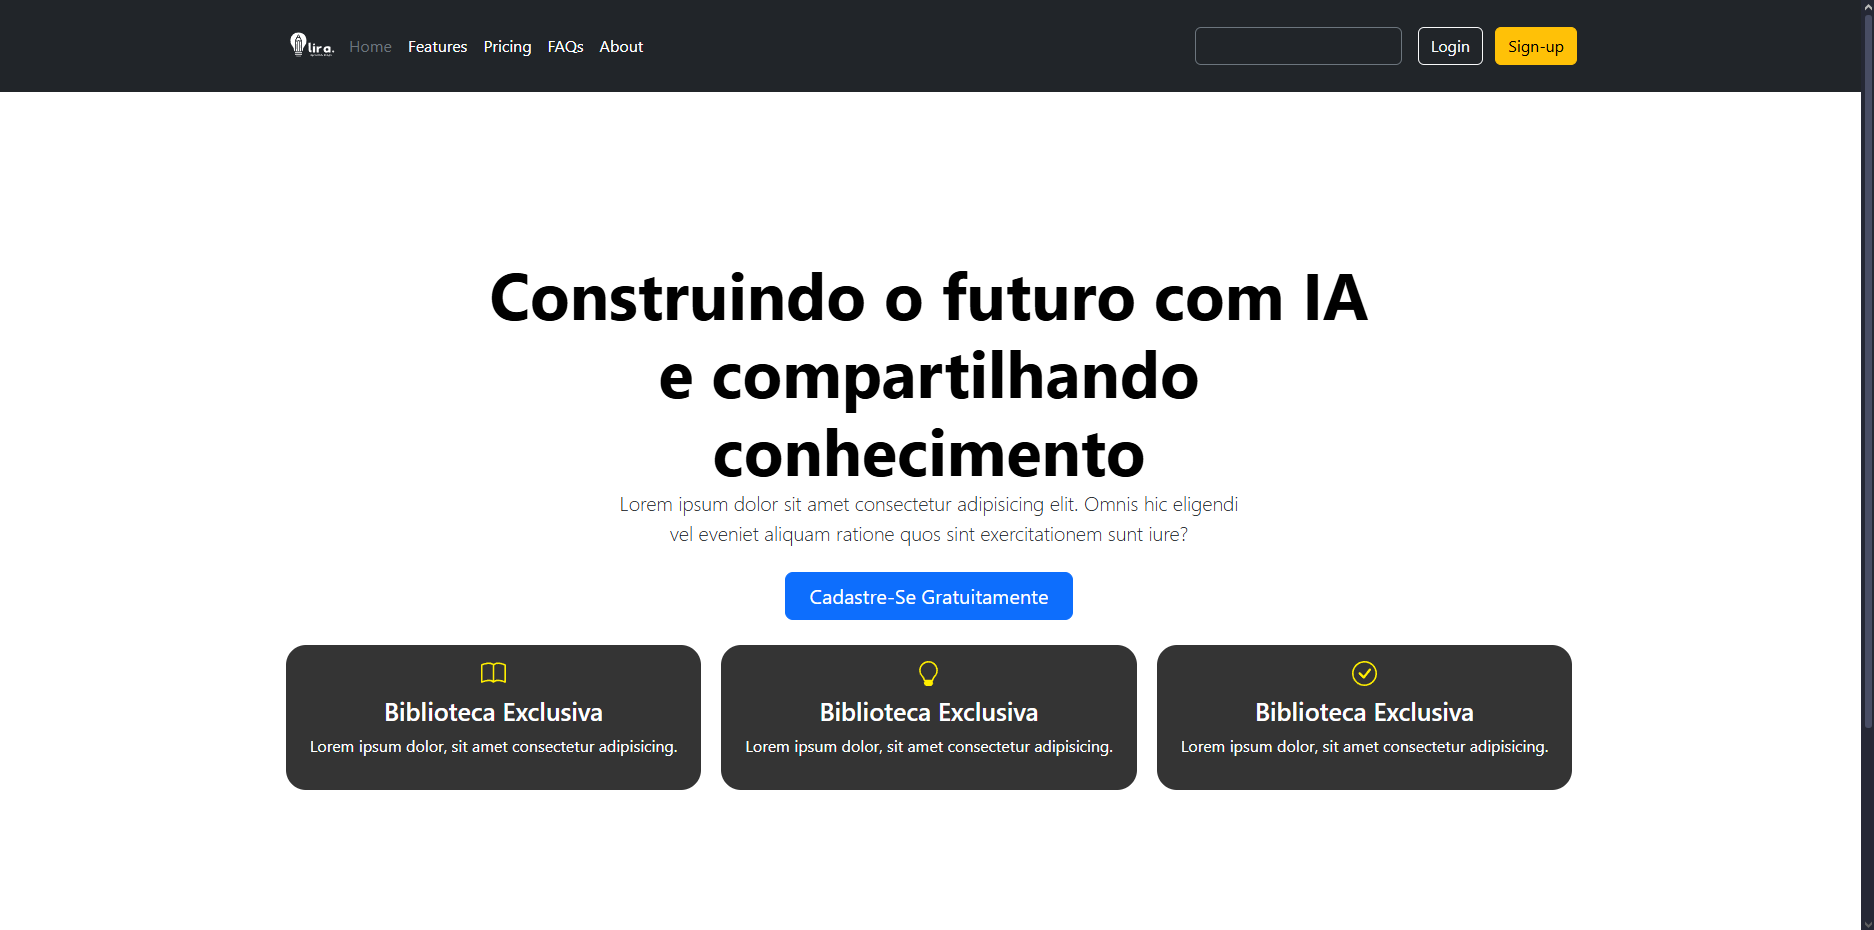 lira.
Home Features Pricing FAQs About
Login
Sign-up
Construindo o futuro com IA
e compartilhando
conhecimento
Lorem ipsum dolor sit amet consectetur adipisicing elit. Omnis hic eligendi
vel eveniet aliquam ratione quos sint exercitationem sunt iure?
Cadastre-Se Gratuitamente
Biblioteca Exclusiva
Lorem ipsum dolor, sit amet consectetur adipisicing.
Biblioteca Exclusiva
Lorem ipsum dolor, sit amet consectetur adipisicing.
Biblioteca Exclusiva
Lorem ipsum dolor, sit amet consectetur adipisicing.